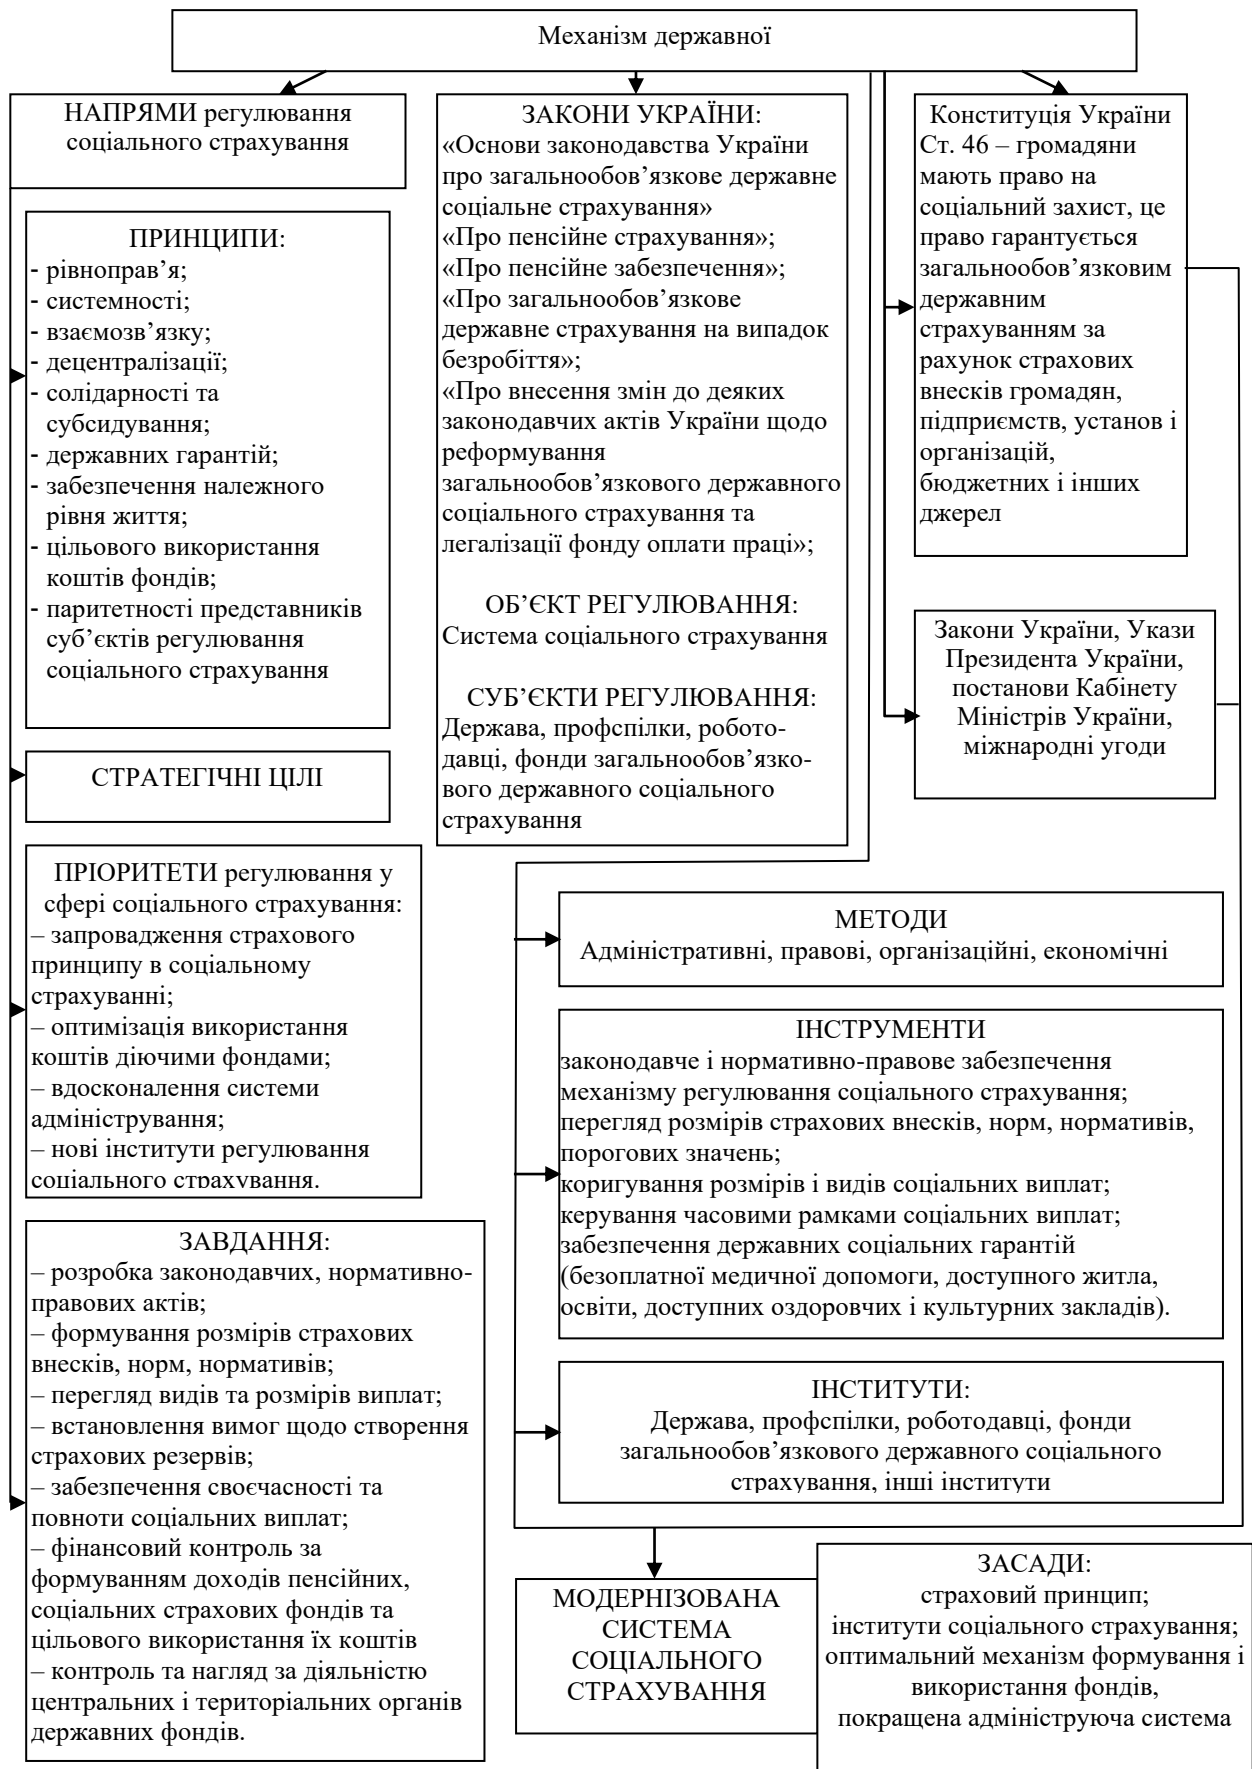 Механізм державної
НАПРЯМИ регулювання
соціального страхування
ПРИНЦИПИ:
- рівноправ’я;
- системності;
- взаємозв’язку;
- децентралізації;
- солідарності та
субсидування;
- державних гарантій;
- забезпечення належного
рівня життя;
- цільового використання
коштів фондів;
- паритетності представників
суб’єктів регулювання
соціального страхування
СТРАТЕГІЧНІ ЦІЛІ
ПРІОРИТЕТИ регулювання у
сфері соціального страхування:
– запровадження страхового
принципу в соціальному
страхуванні;
– оптимізація використання
коштів діючими фондами;
– вдосконалення системи
адміністрування;
– нові інститути регулювання
соціального страхування.
ЗАВДАННЯ:
– розробка законодавчих, нормативно-
правових актів;
– формування розмірів страхових
внесків, норм, нормативів;
– перегляд видів та розмірів виплат;
– встановлення вимог щодо створення
страхових резервів;
– забезпечення своєчасності та
повноти соціальних виплат;
– фінансовий контроль за
формуванням доходів пенсійних,
соціальних страхових фондів та
цільового використання їх коштів
– контроль та нагляд за діяльністю
центральних і територіальних органів
державних фондів.
ЗАКОНИ УКРАЇНИ:
«Основи законодавства України
про загальнообов’язкове державне
соціальне страхування»
«Про пенсійне страхування»;
«Про пенсійне забезпечення»;
«Про загальнообов’язкове
державне страхування на випадок
безробіття»;
«Про внесення змін до деяких
законодавчих актів України щодо
реформування
загальнообов’язкового державного
соціального страхування та
легалізації фонду оплати праці»;
ОБ’ЄКТ РЕГУЛЮВАННЯ:
Система соціального страхування
СУБ’ЄКТИ РЕГУЛЮВАННЯ:
Держава, профспілки, робото-
давці, фонди загальнообов’язко-
вого державного соціального
страхування
Конституція України
Ст. 46 – громадяни
мають право на
соціальний захист, це
право гарантується
загальнообов’язковим
державним
страхуванням за
рахунок страхових
внесків громадян,
підприємств, установ і
організацій,
бюджетних і інших
джерел
Закони України, Укази
Президента України,
постанови Кабінету
Міністрів України,
міжнародні угоди
МЕТОДИ
Адміністративні, правові, організаційні, економічні
ІНСТРУМЕНТИ
законодавче і нормативно-правове забезпечення
механізму регулювання соціального страхування;
перегляд розмірів страхових внесків, норм, нормативів,
порогових значень;
коригування розмірів і видів соціальних виплат;
керування часовими рамками соціальних виплат;
забезпечення державних соціальних гарантій
(безоплатної медичної допомоги, доступного житла,
освіти, доступних оздоровчих і культурних закладів).
ІНСТИТУТИ:
Держава, профспілки, роботодавці, фонди
загальнообов’язкового державного соціального
страхування, інші інститути
МОДЕРНІЗОВАНА
СИСТЕМА
СОЦІАЛЬНОГО
СТРАХУВАННЯ
ЗАСАДИ:
страховий принцип;
інститути соціального страхування;
оптимальний механізм формування і
використання фондів,
покращена адмініструюча система